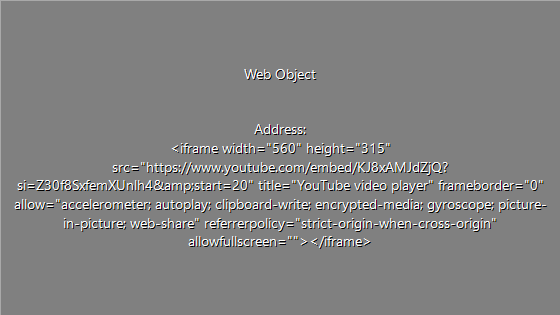 Web Object
Address:
<iframe width="560" height="315"
src="https://www.youtube.com/embed/KJ8xAMJdZjQ?
si=Z30f8SxfemXUnlh4&amp;start=20" title="YouTube video player" frameborder="0"
allow="accelerometer; autoplay; clipboard-write; encrypted-media; gyroscope; picture-
in-picture; web-share" referrerpolicy="strict-origin-when-cross-origin"
allowfullscreen=""></iframe>